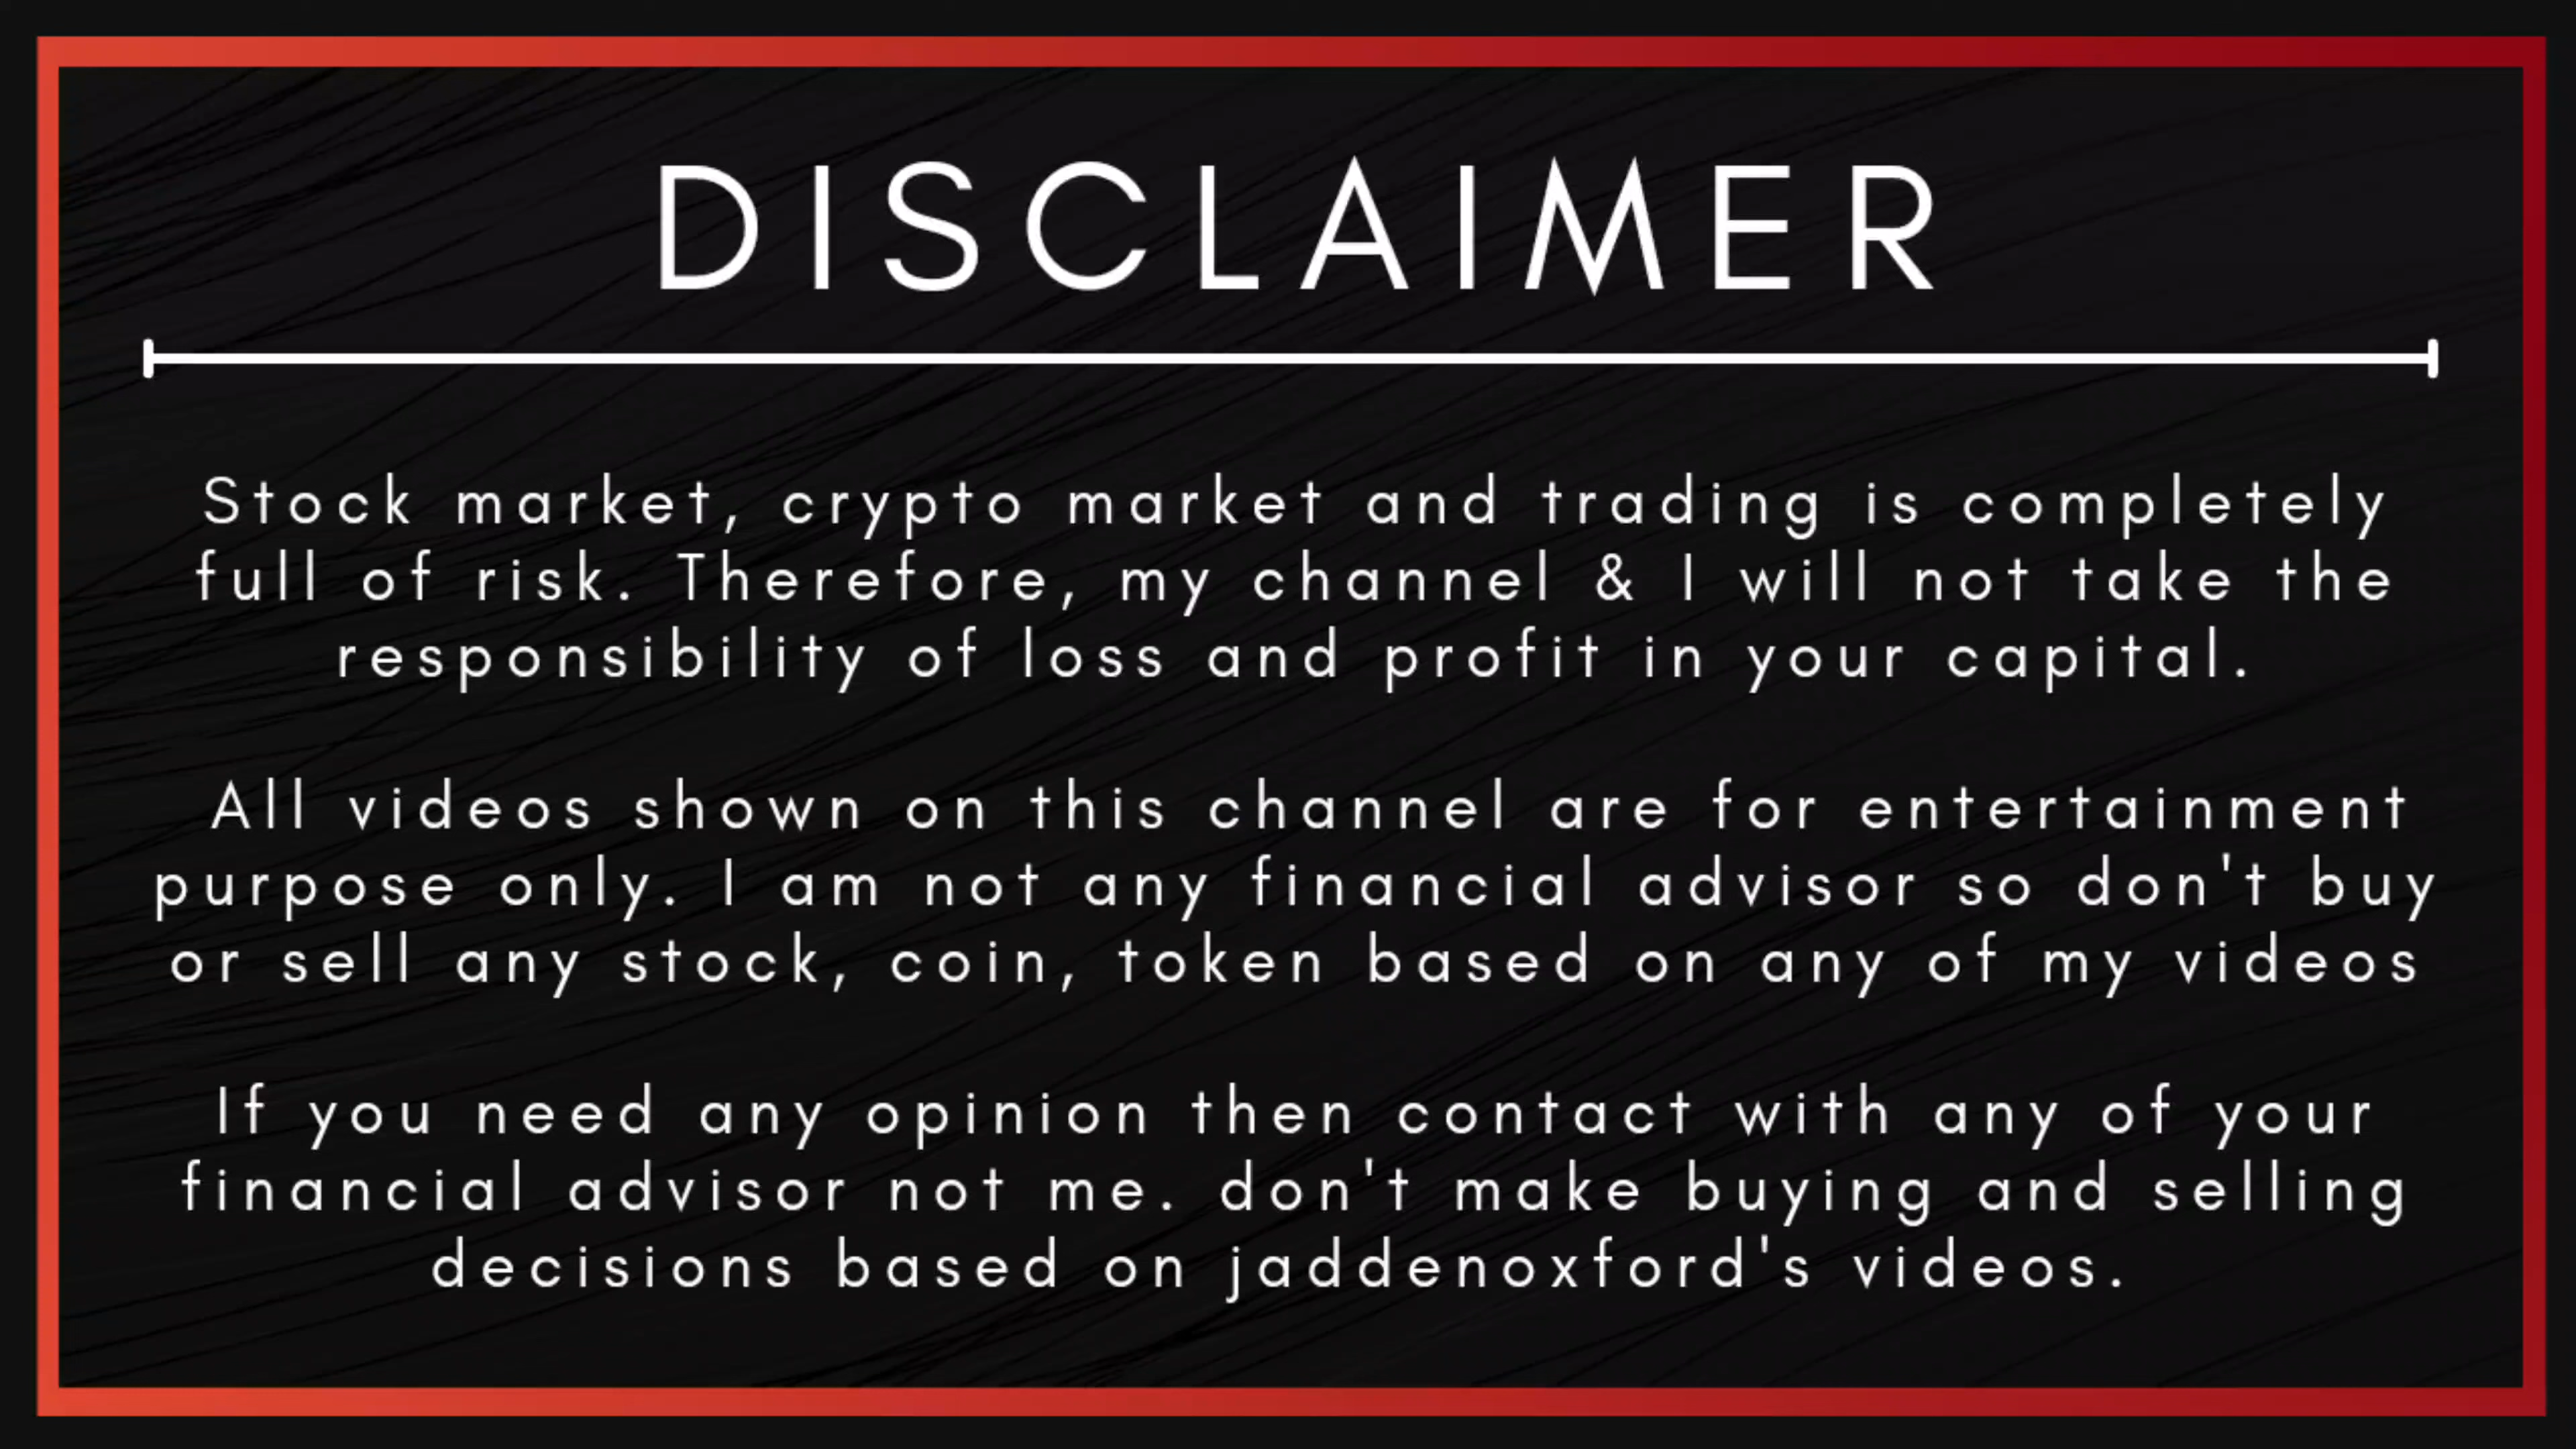 DISCLAIMER
Stock market, crypto market and trading is completely
full of risk. Therefore, my channel & I will not take the
responsibility of loss and profit in your capital.
All videos shown on this channel are for entertainment
purpose only. I am not any financial advisor so don't buy
or sell any stock, coin, token based on any of my videos
If you need any opinion then contact with any of your
financial advisor not me. don't make buying and selling
decisions based on jaddenoxford's videos.